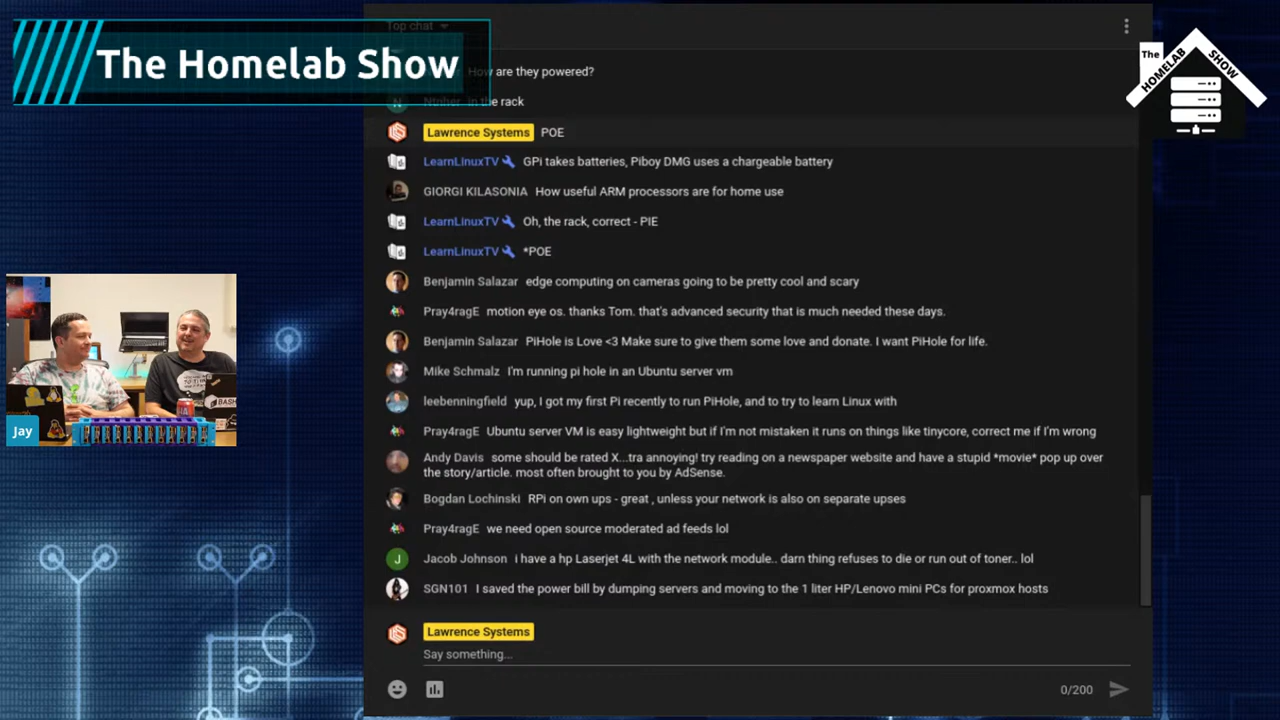 The Homelab Show
Top chat
How are they powered?
in the rack
Lawrence Systems POE
LearnLinuxTV GPi takes batteries, Piboy DMG uses a chargeable battery
GIORGI KILASONIA How useful ARM processors are for home use
LearnLinuxTV Oh, the rack, correct - PIE
LearnLinuxTV *POE
Benjamin Salazar edge computing on cameras going to be pretty cool and scary
Pray4ragE motion eye os. thanks Tom. that's advanced security that is much needed these days.
Benjamin Salazar PiHole is Love <3 Make sure to give them some love and donate. I want PiHole for life.
Mike Schmalz I'm running pi hole in an Ubuntu server vm
leebenningfield yup, I got my first Pi recently to run PiHole, and to try to learn Linux with
Pray4ragE Ubuntu server VM is easy lightweight but if I'm not mistaken it runs on things like tinycore, correct me if I'm wrong
Andy Davis some should be rated X...tra annoying! try reading on a newspaper website and have a stupid *movie* pop up over
the story/article. most often brought to you by AdSense.
Bogdan Lochinski RPi on own ups - great , unless your network is also on separate upses
Pray4ragE we need open source moderated ad feeds lol
J Jacob Johnson i have a hp Laserjet 4L with the network module.. darn thing refuses to die or run out of toner.. lol
SGN101 I saved the power bill by dumping servers and moving to the 1 liter HP/Lenovo mini PCs for proxmox hosts
Lawrence Systems
Say something...
0/200
The
HOMELAB
SHOW
BASH
Jay